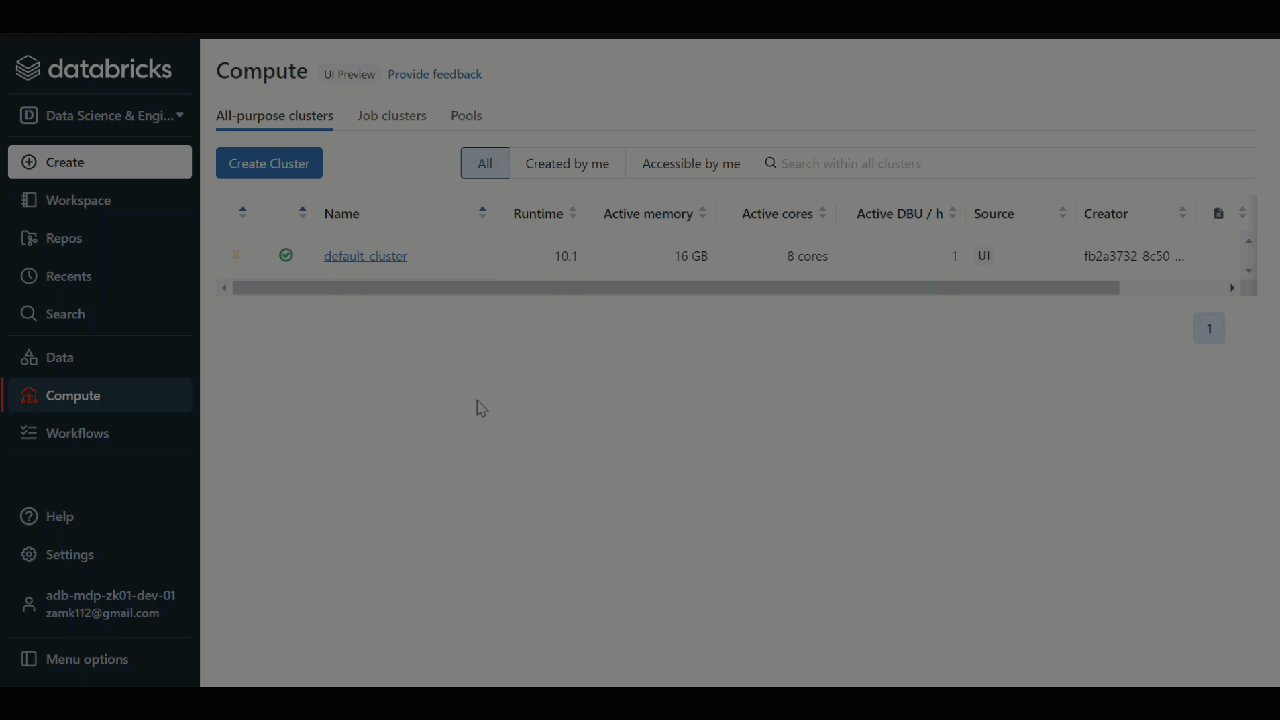 databricks
D Data Science & Engi...
Create
Workspace
Repos
Recents
Search
Data
Compute
Workflows
Help
Settings
adb-mdp-zk01-dev-01
zamk112@gmail.com
Menu options
Compute UI Preview Provide feedback
All-purpose clusters Job clusters Pools
Create Cluster All Created by me Accessible by me Search within all clusters
Name Runtime Active memory Active cores Active DBU / h Source Creator
default_cluster 10.1 16 GB 8 cores 1 UI fb2a3732-8c50-...
1